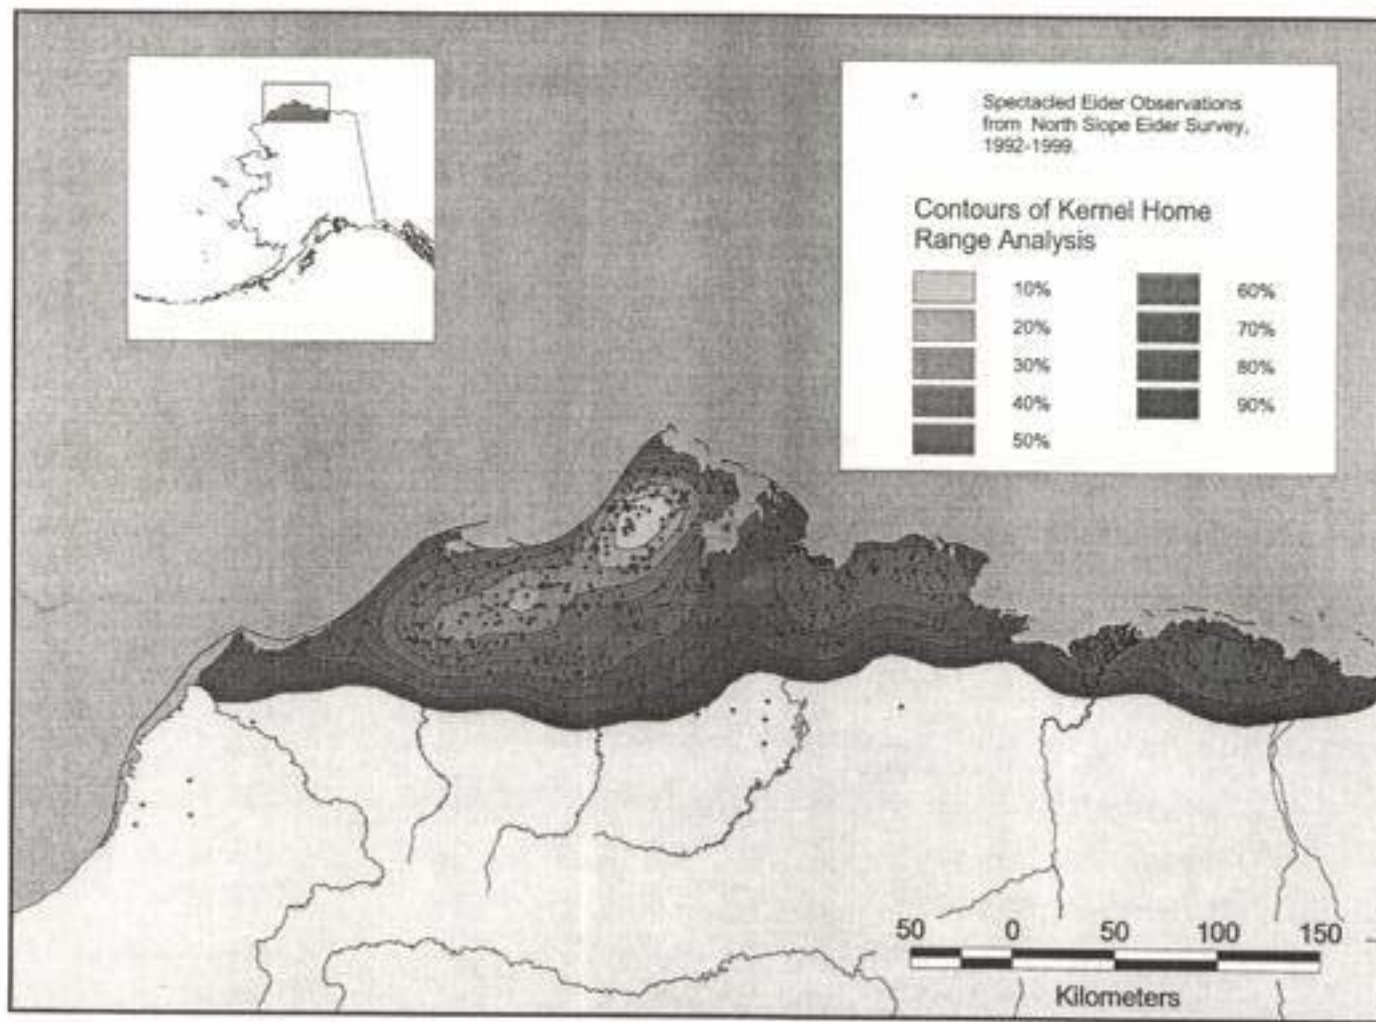 Spectacled Eider Observations
from North Slope Eider Survey,
1992-1999.
Contours of Kernel Home
Range Analysis
10%
20%
30%
40%
50%
60%
70%
80%
90%
50 0 50 100 150
Kilometers